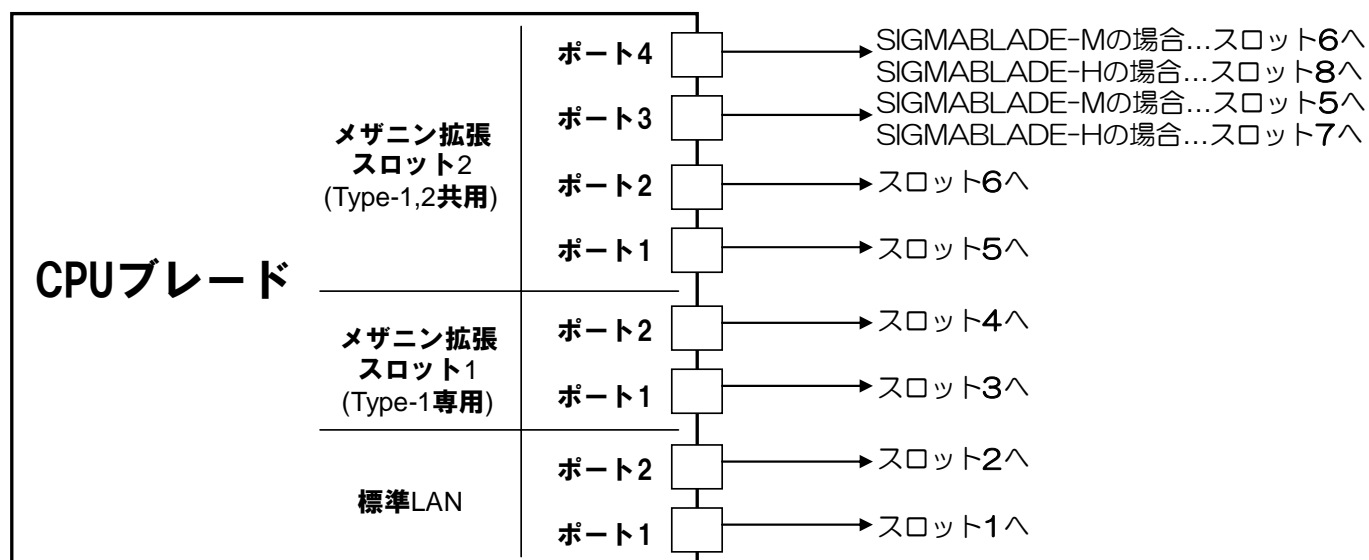 ポート4
SIGMABLADE-Mの場合…スロット6へ
SIGMABLADE-Hの場合…スロット8へ
ポート3
SIGMABLADE-Mの場合…スロット5へ
SIGMABLADE-Hの場合…スロット7へ
メザニン拡張
スロット2
(Type-1,2共用)
ポート2
スロット6へ
ポート1
スロット5へ
CPUブレード
メザニン拡張
スロット1
(Type-1専用)
ポート2
スロット4へ
ポート1
スロット3へ
標準LAN
ポート2
スロット2へ
ポート1
スロット1へ